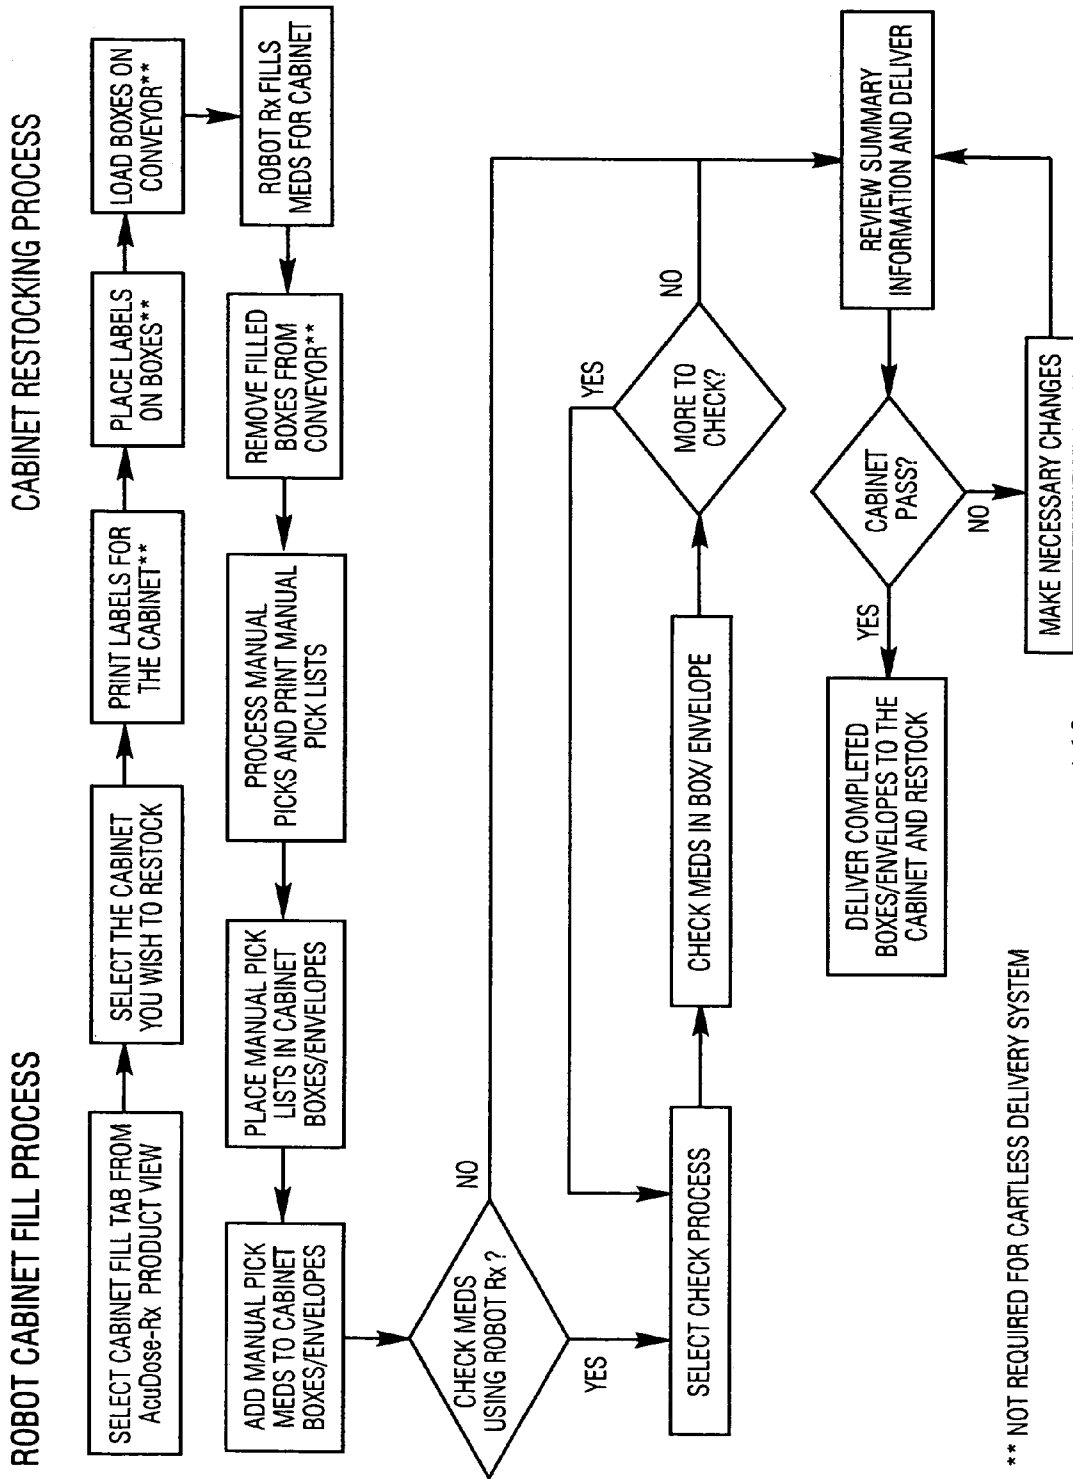 ROBOT CABINET FILL PROCESS
CABINET RESTOCKING PROCESS
SELECT CABINET FILL TAB FROM
AcuDose-Rx PRODUCT VIEW
SELECT THE CABINET
YOU WISH TO RESTOCK
PRINT LABELS FOR
THE CABINET**
PLACE LABELS
ON BOXES**
LOAD BOXES ON
CONVEYOR**
ROBOT Rx FILLS
MEDS FOR CABINET
REMOVE FILLED
BOXES FROM
CONVEYOR**
PROCESS MANUAL
PICKS AND PRINT MANUAL
PICK LISTS
PLACE MANUAL PICK
LISTS IN CABINET
BOXES/ENVELOPES
ADD MANUAL PICK
MEDS TO CABINET
BOXES/ENVELOPES
CHECK MEDS
USING ROBOT Rx ?
NO
YES
SELECT CHECK PROCESS
CHECK MEDS IN BOX/ ENVELOPE
MORE TO
CHECK?
YES
NO
REVIEW SUMMARY
INFORMATION AND DELIVER
CABINET
PASS?
YES
NO
MAKE NECESSARY CHANGES
DELIVER COMPLETED
BOXES/ENVELOPES TO THE
CABINET AND RESTOCK
** NOT REQUIRED FOR CARTLESS DELIVERY SYSTEM